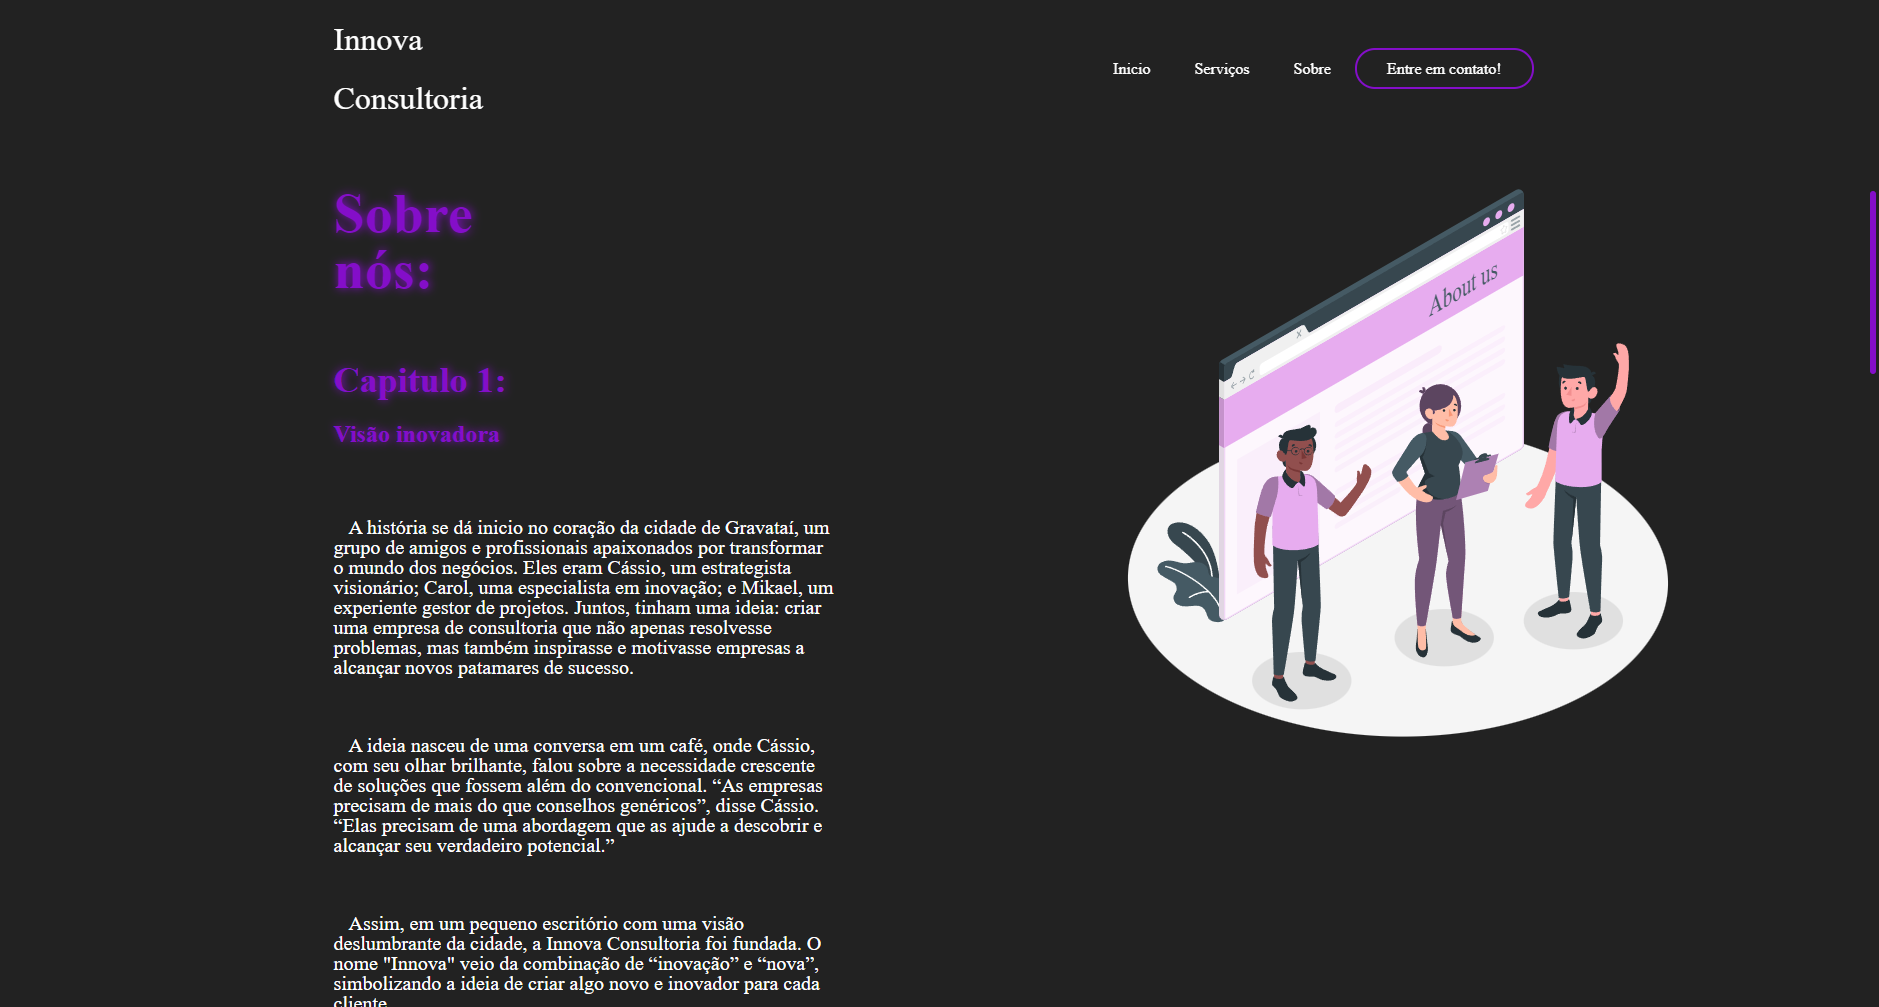 Innova
Consultoria
Inicio
Serviços
Sobre
Entre em contato!
Sobre
nós:
Capitulo 1:
Visão inovadora
A história se dá inicio no coração da cidade de Gravataí, um
grupo de amigos e profissionais apaixonados por transformar
o mundo dos negócios. Eles eram Cássio, um estrategista
visionário; Carol, uma especialista em inovação; e Mikael, um
experiente gestor de projetos. Juntos, tinham uma ideia: criar
uma empresa de consultoria que não apenas resolvesse
problemas, mas também inspirasse e motivasse empresas a
alcançar novos patamares de sucesso.
A ideia nasceu de uma conversa em um café, onde Cássio,
com seu olhar brilhante, falou sobre a necessidade crescente
de soluções que fossem além do convencional. “As empresas
precisam de mais do que conselhos genéricos”, disse Cássio.
“Elas precisam de uma abordagem que as ajude a descobrir e
alcançar seu verdadeiro potencial.”
Assim, em um pequeno escritório com uma visão
deslumbrante da cidade, a Innova Consultoria foi fundada. O
nome "Innova" veio da combinação de “inovação” e “nova”,
simbolizando a ideia de criar algo novo e inovador para cada
cliente.
About us